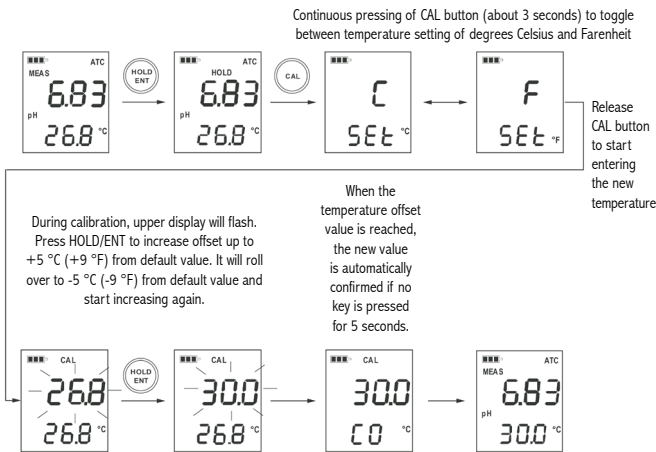 Continuous pressing of CAL button (about 3 seconds) to toggle
between temperature setting of degrees Celsius and Farenheit
ATC
MEAS
6.83
pH
26.8 °C
HOLD
ENT
ATC
HOLD
6.83
pH
26.8 °C
CAL
C
SEt °C
F
SEt °F
Release
CAL button
to start
entering
the new
temperature
During calibration, upper display will flash.
Press HOLD/ENT to increase offset up to
+5 °C (+9 °F) from default value. It will roll
over to -5 °C (-9 °F) from default value and
start increasing again.
When the
temperature offset
value is reached,
the new value
is automatically
confirmed if no
key is pressed
for 5 seconds.
CAL
26.8
26.8 °C
HOLD
ENT
CAL
30.0
26.8 °C
CAL
30.0
CO °C
ATC
MEAS
6.83
pH
30.0 °C